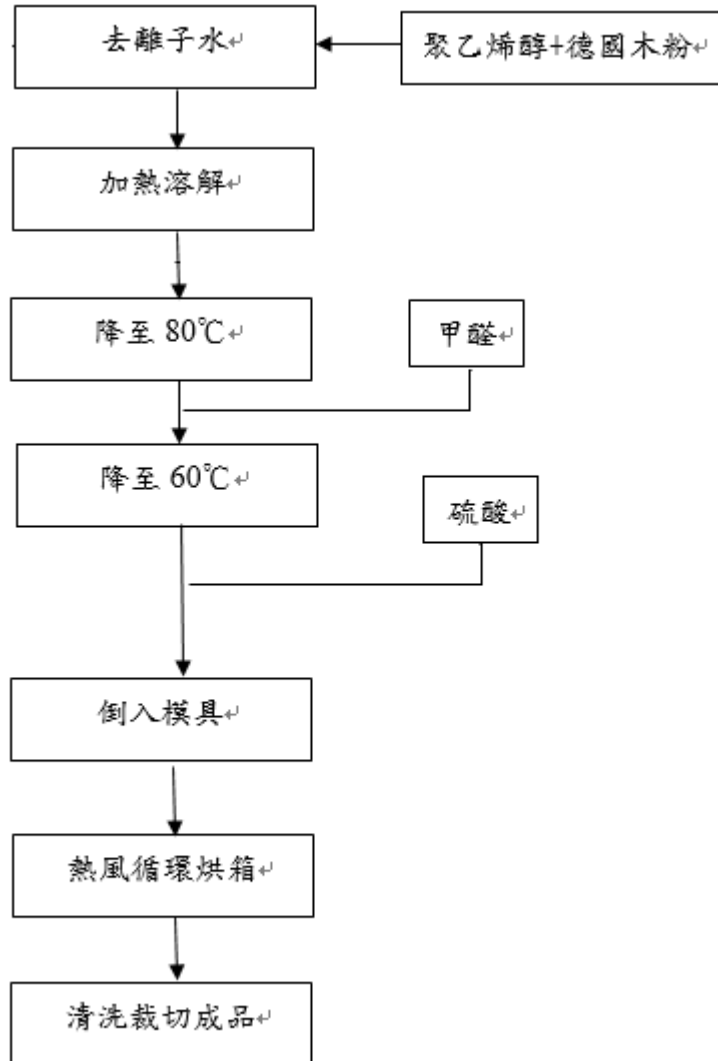 去離子水↵
聚乙烯醇+德國木粉↵
加熱溶解↵
降至 80℃↵
甲醛↵
降至 60℃↵
硫酸↵
倒入模具↵
熱風循環烘箱↵
清洗裁切成品↵